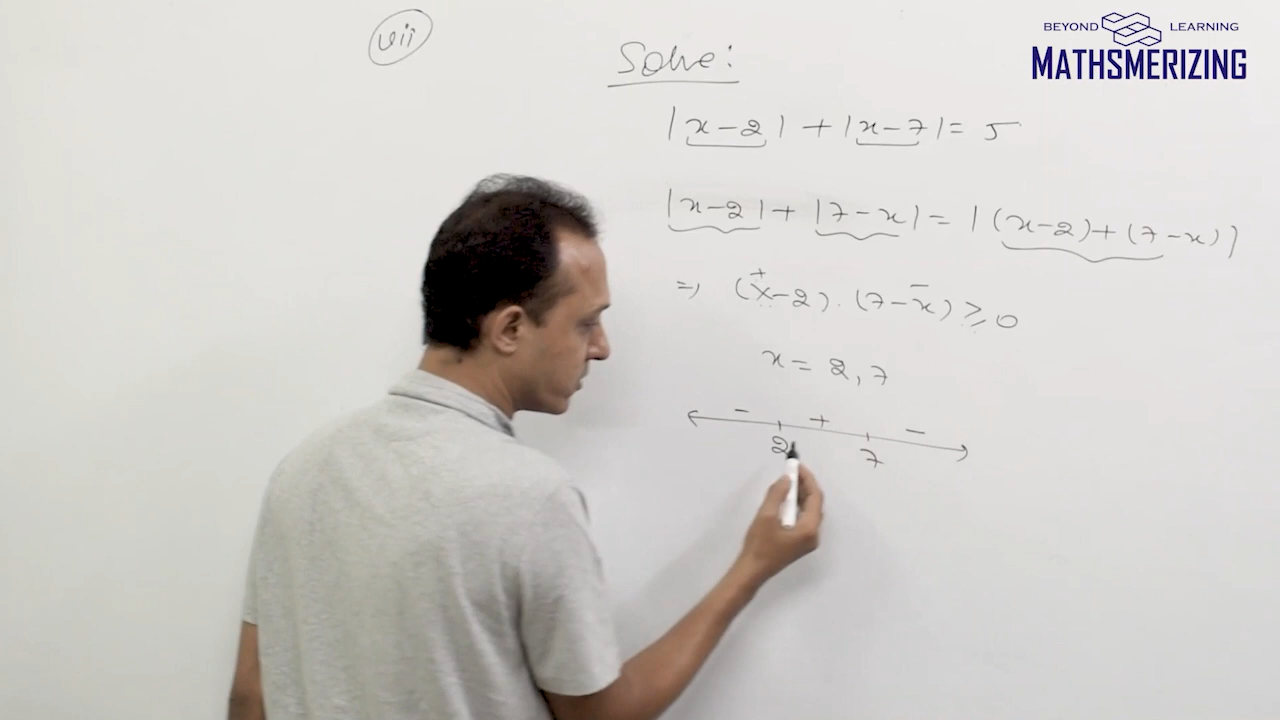 vii
BEYOND LEARNING
MATHSMERIZING
Solve:
|x-2| + |x-7| = 5
|x-2| + |7-x| = |(x-2)+(7-x)|
⇒ (x-2).(7-x) ≥ 0
+ -
x = 2, 7
- + -
2 7